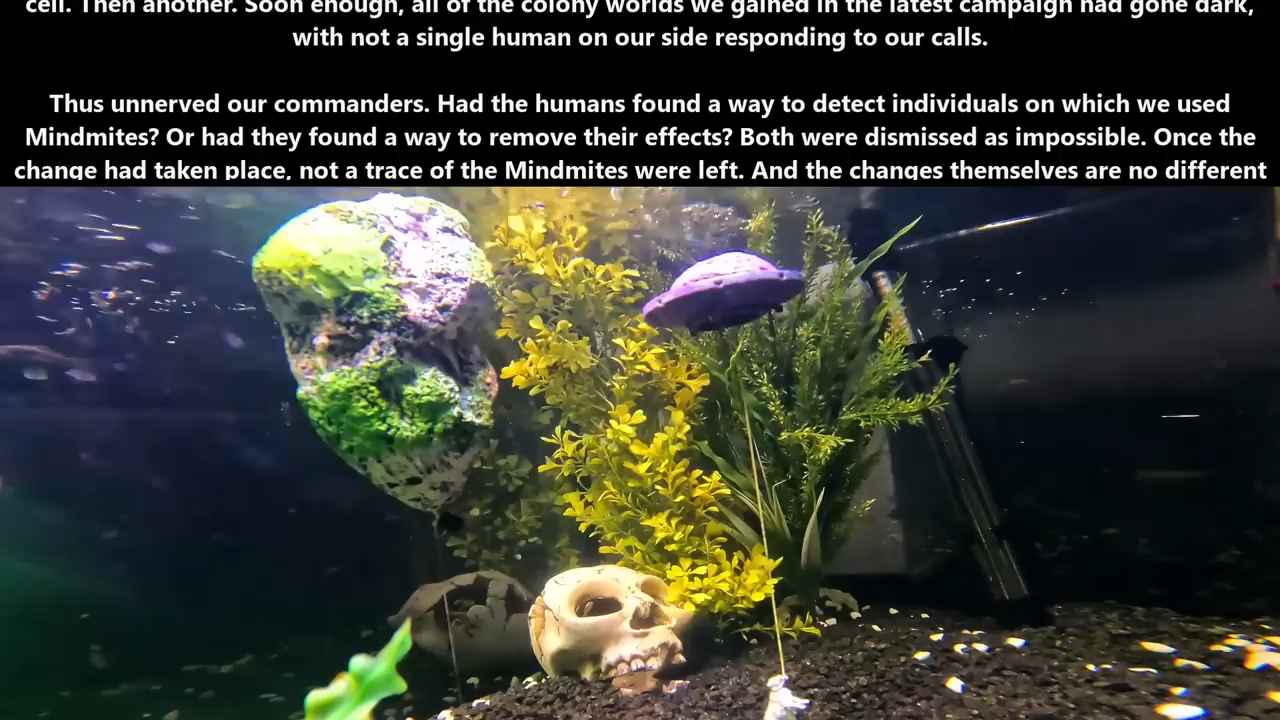 cell. Then another. Soon enough, all of the colony worlds we gained in the latest campaign had gone dark,
with not a single human on our side responding to our calls.
Thus unnerved our commanders. Had the humans found a way to detect individuals on which we used
Mindmites? Or had they found a way to remove their effects? Both were dismissed as impossible. Once the
change had taken place, not a trace of the Mindmites were left. And the changes themselves are no different